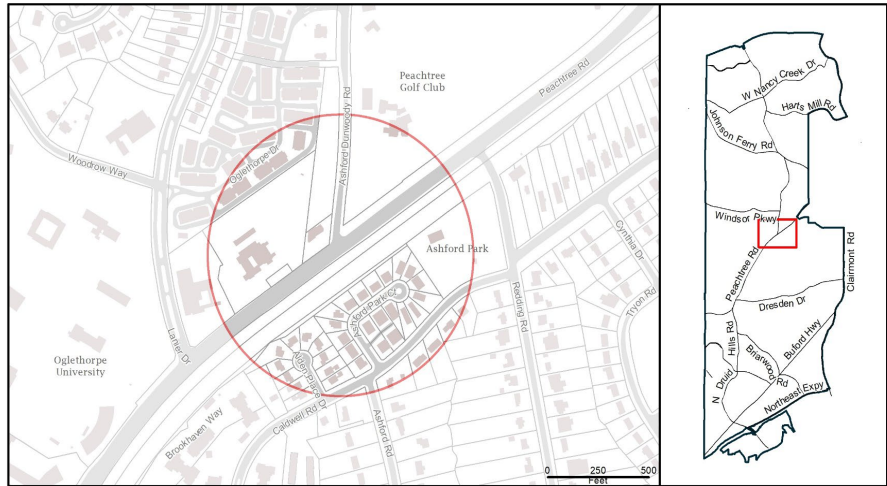 Peachtree
Golf Club
Peachtree Rd
Ashford Dunwoody Rd
Oglethorpe Dr
Woodrow Way
Ashford Park
Cynthia Dr
Ashford Park Ct
Redding Rd
Tryon Rd
Lanier Dr
Oglethorpe
University
Alden Place Dr
Caldwell Rd
Brookhaven Way
Ashford Rd
0 250 500
Feet
W Nancy Creek Dr
Harts Mill Rd
Johnson Ferry Rd
Windsor Pkwy
Peachtree Rd
Clairmont Rd
Dresden Dr
N Druid Hills Rd
Briarwood Rd
Buford Hwy
Northeast Expy